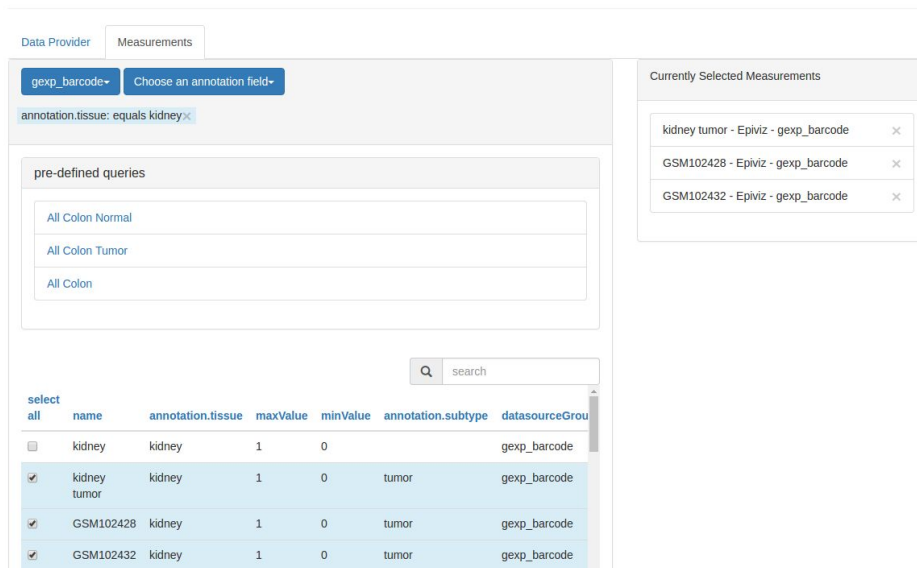 Data Provider Measurements
gexp_barcode Choose an annotation field
annotation.tissue: equals kidney ×
pre-defined queries
All Colon Normal
All Colon Tumor
All Colon
search
select all name annotation.tissue maxValue minValue annotation.subtype datasourceGrou
kidney kidney 1 0 gexp_barcode
kidney tumor kidney 1 0 tumor gexp_barcode
GSM102428 kidney 1 0 tumor gexp_barcode
GSM102432 kidney 1 0 tumor gexp_barcode
Currently Selected Measurements
kidney tumor - Epiviz - gexp_barcode ×
GSM102428 - Epiviz - gexp_barcode ×
GSM102432 - Epiviz - gexp_barcode ×